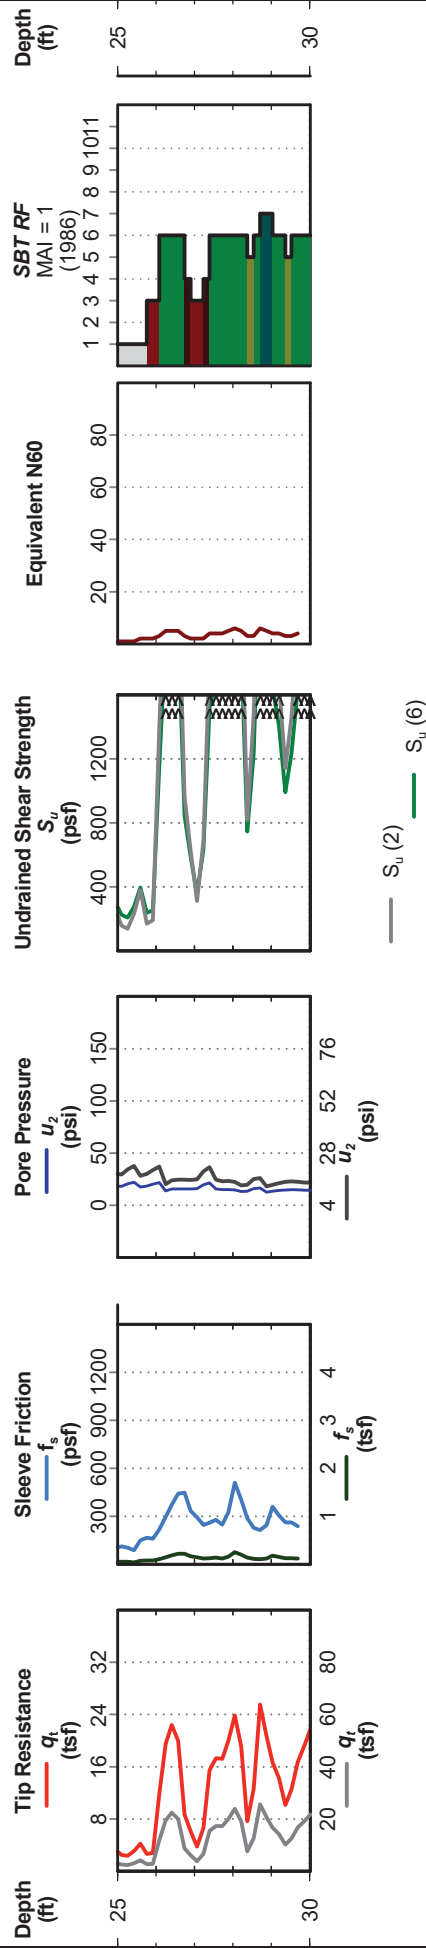 Depth
(ft)
25
30
Tip Resistance
qt
(tsf)
8
16
24
32
20
40
60
80
qt
(tsf)
Sleeve Friction
fs
(psf)
300
600
900
1200
1
2
3
4
fs
(tsf)
Pore Pressure
u2
(psi)
0
50
100
150
4
28
52
76
u2
(psi)
Undrained Shear Strength
Su
(psf)
400
800
1200
Su (2)
Su (6)
Equivalent N60
20
40
60
80
SBT RF
MAI = 1
(1986)
1 2 3 4 5 6 7 8 9 1011
Depth
(ft)
25
30